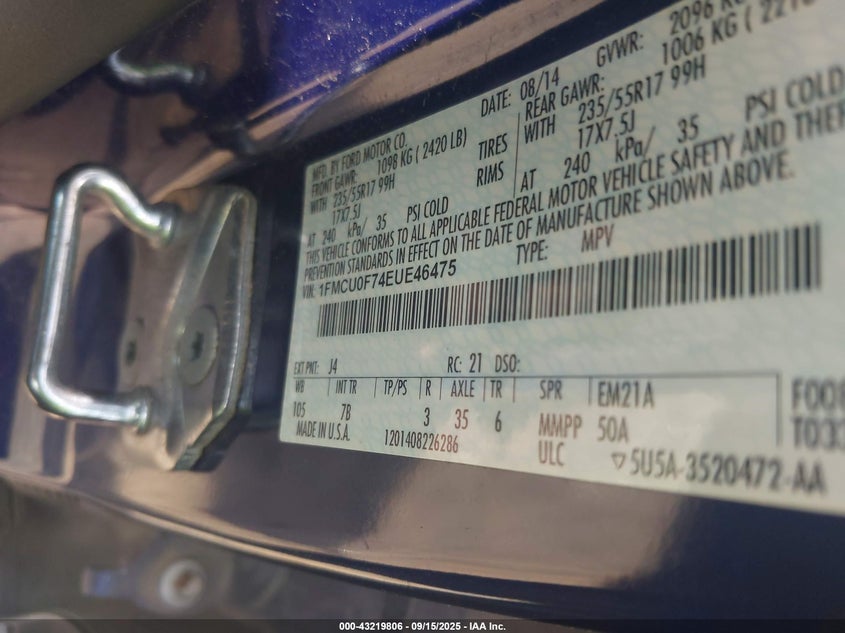 MFD. BY FORD MOTOR CO.
DATE: 08/14
GVWR: 2096
FRONT GAWR: 1098 KG ( 2420 LB)
REAR GAWR: 1006 KG (
WITH 235/55R17 99H TIRES
WITH 235/55R17 99H
17X7.5J RIMS
17X7.5J
AT 240 kPa/ 35 PSI COLD
AT 240 kPa/ 35 PSI COLD
THIS VEHICLE CONFORMS TO ALL APPLICABLE FEDERAL MOTOR VEHICLE SAFETY AND
PREVENTION STANDARDS IN EFFECT ON THE DATE OF MANUFACTURE SHOWN ABOVE.
VIN: 1FMCU0F74EUE46475
TYPE: MPV
EXT PNT: J4 RC: 21 DSO:
WB INT TR TP/PS R AXLE TR SPR EM21A
105 7B 3 35 6 MMPP 50A
MADE IN U.S.A. 1201408226286 ULC
5U5A-3520472-AA
000-43219806 - 09/15/2025 - IAA Inc.